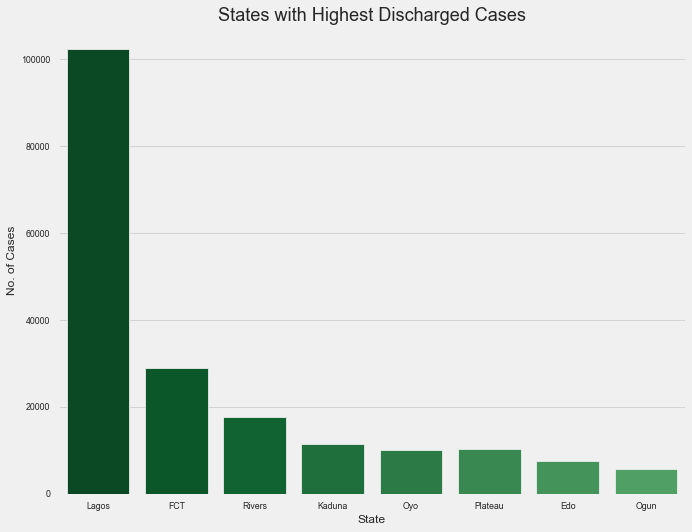 States with Highest Discharged Cases
No. of Cases
100000
80000
60000
40000
20000
0
Lagos FCT Rivers Kaduna Oyo Plateau Edo Ogun
State